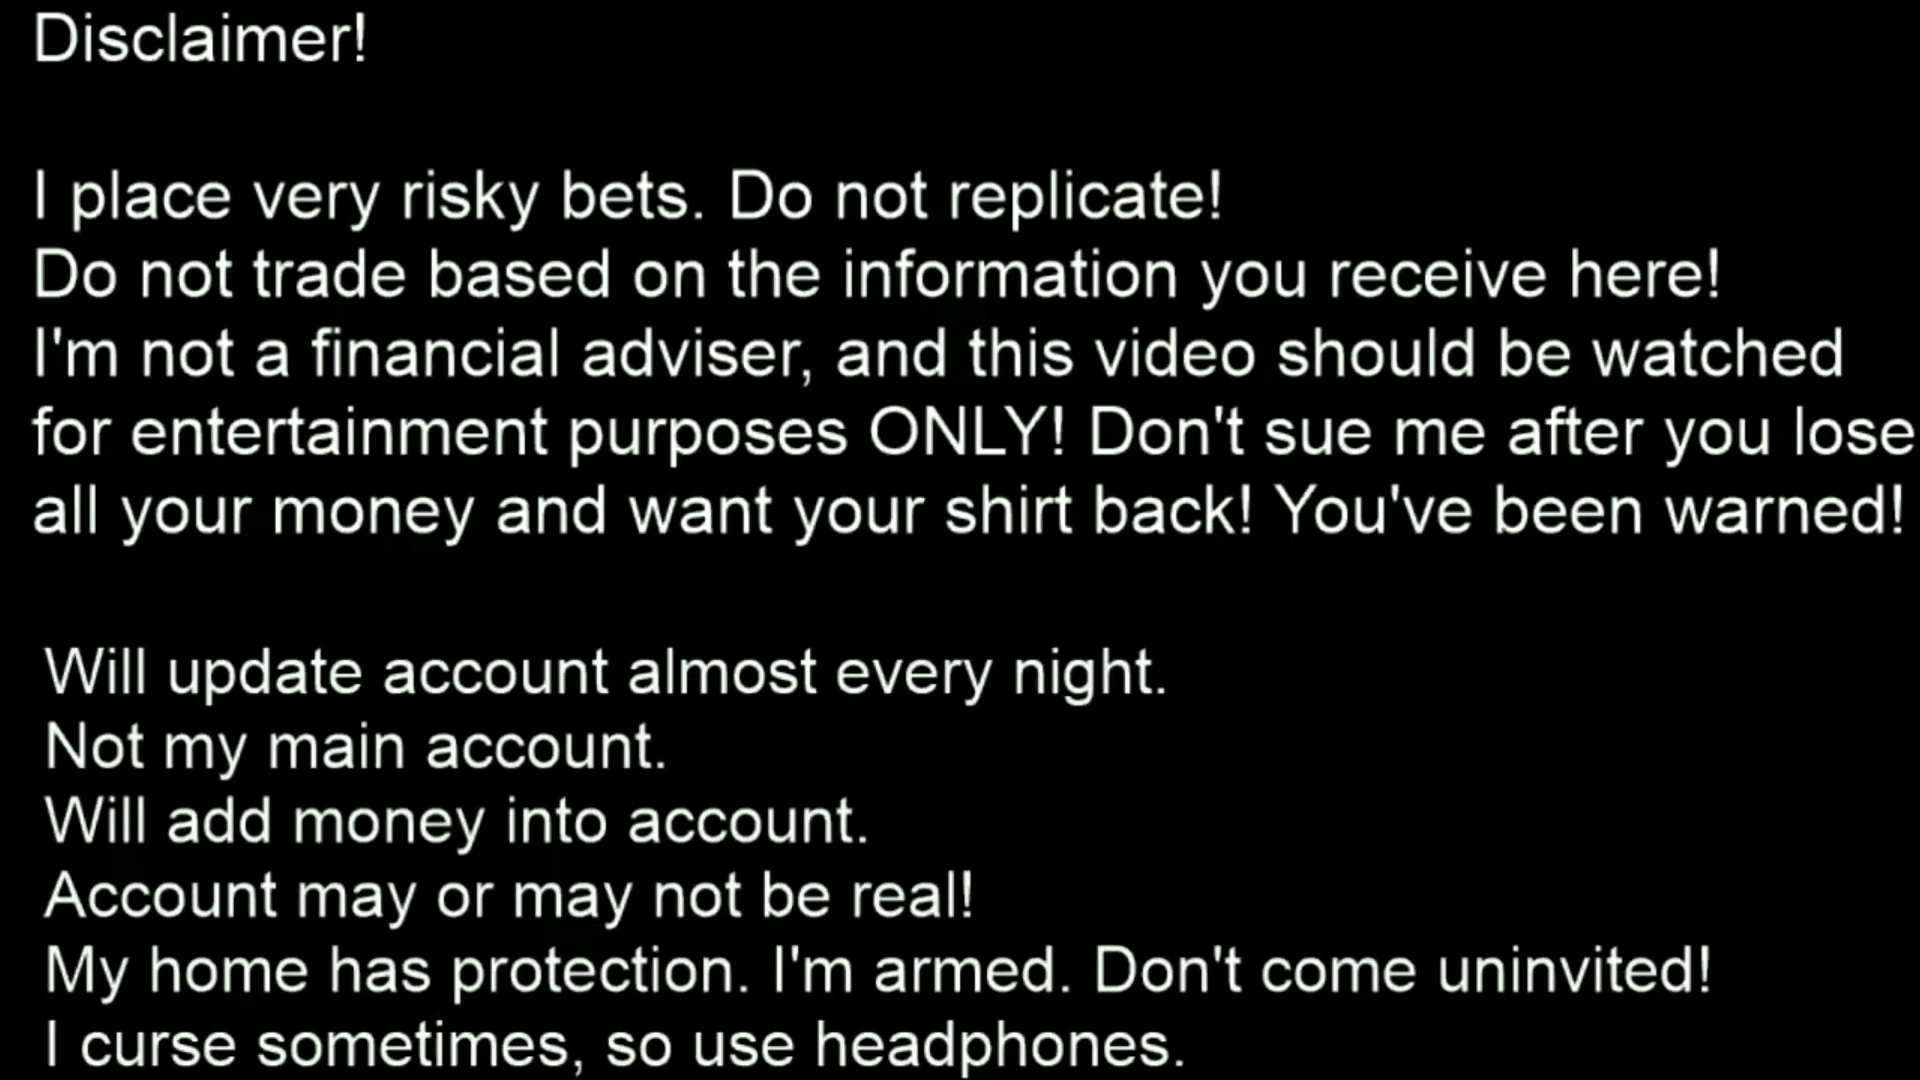 Disclaimer!
I place very risky bets. Do not replicate!
Do not trade based on the information you receive here!
I'm not a financial adviser, and this video should be watched
for entertainment purposes ONLY! Don't sue me after you lose
all your money and want your shirt back! You've been warned!
Will update account almost every night.
Not my main account.
Will add money into account.
Account may or may not be real!
My home has protection. I'm armed. Don't come uninvited!
I curse sometimes, so use headphones.